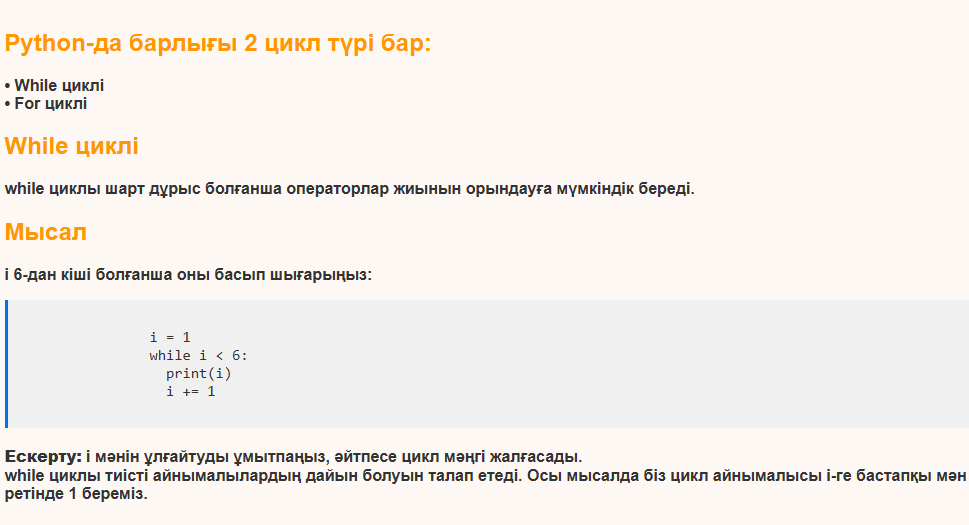 Python-да барлығы 2 цикл түрі бар:
• While циклі
• For циклі
While циклі
while циклы шарт дұрыс болғанша операторлар жиынын орындауға мүмкіндік береді.
Мысал
i 6-дан кіші болғанша оны басып шығарыңыз:
i = 1
while i < 6:
  print(i)
  i += 1
Ескерту: i мәнін ұлғайтуды ұмытпаңыз, әйтпесе цикл мәңгі жалғасады.
while циклы тиісті айнымалылардың дайын болуын талап етеді. Осы мысалда біз цикл айнымалысы i-ге бастапқы мән
ретінде 1 береміз.